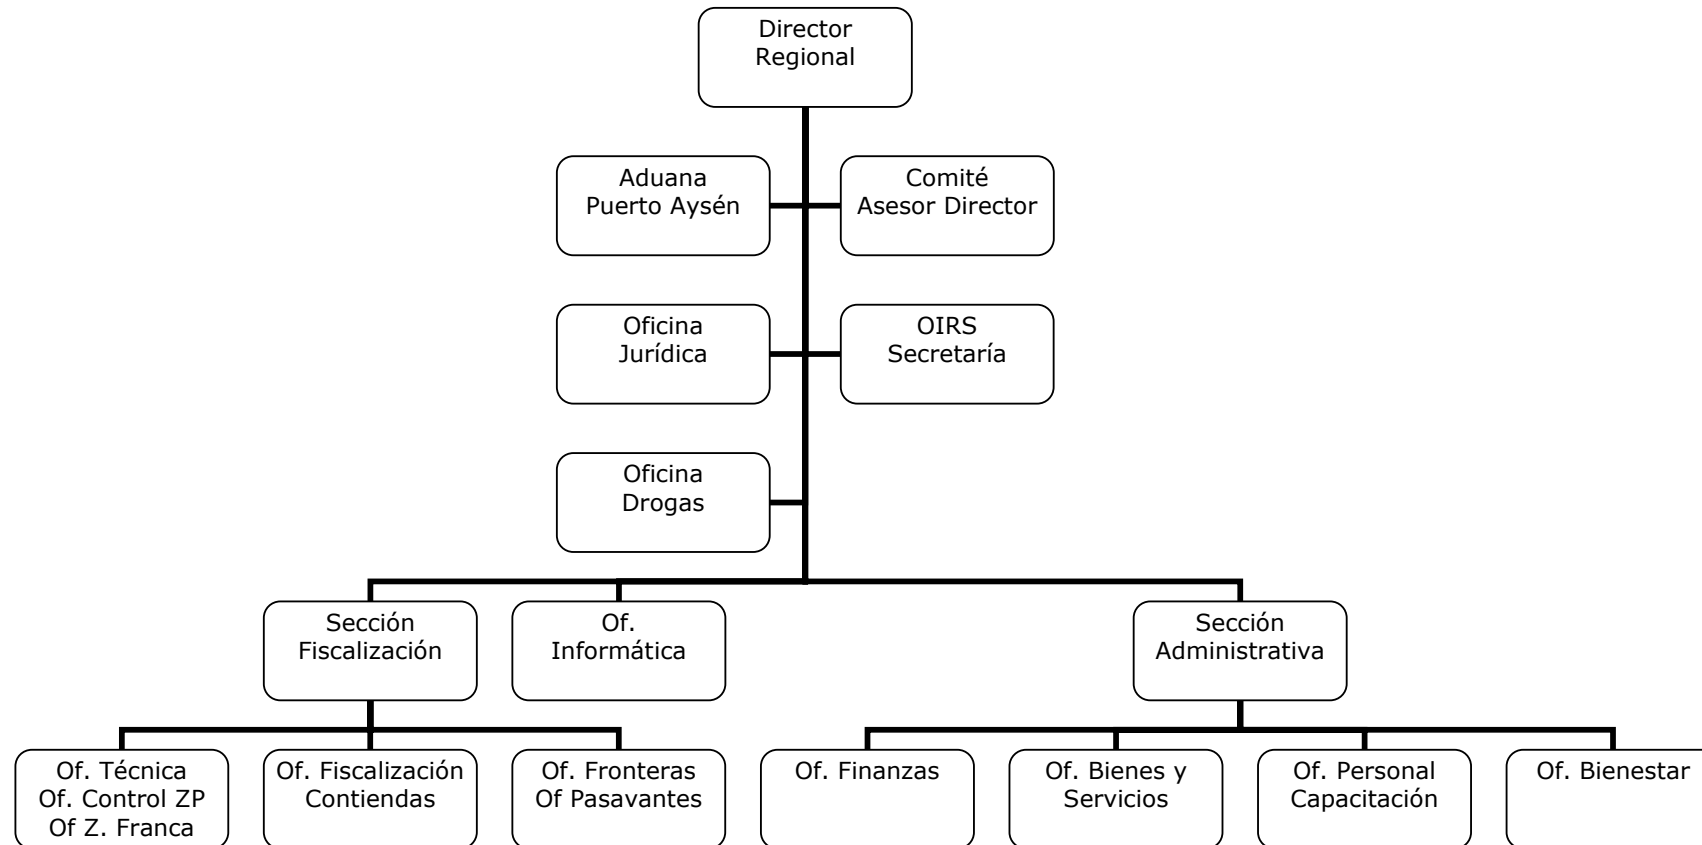 Director
Regional
Aduana
Puerto Aysén
Comité
Asesor Director
Oficina
Jurídica
OIRS
Secretaría
Oficina
Drogas
Sección
Fiscalización
Of.
Informática
Sección
Administrativa
Of. Técnica
Of. Control ZP
Of Z. Franca
Of. Fiscalización
Contiendas
Of. Fronteras
Of Pasavantes
Of. Finanzas
Of. Bienes y
Servicios
Of. Personal
Capacitación
Of. Bienestar